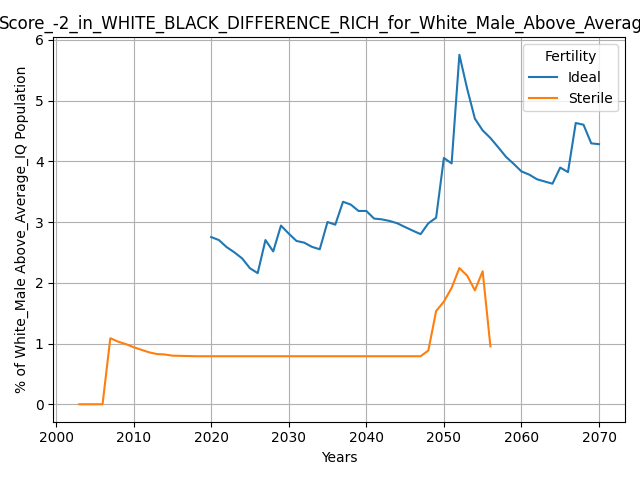 Score_-2_in_WHITE_BLACK_DIFFERENCE_RICH_for_White_Male_Above_Averag
% of White_Male Above_Average_IQ Population
6
5
4
3
2
1
0
Fertility
Ideal
Sterile
2000 2010 2020 2030 2040 2050 2060 2070
Years